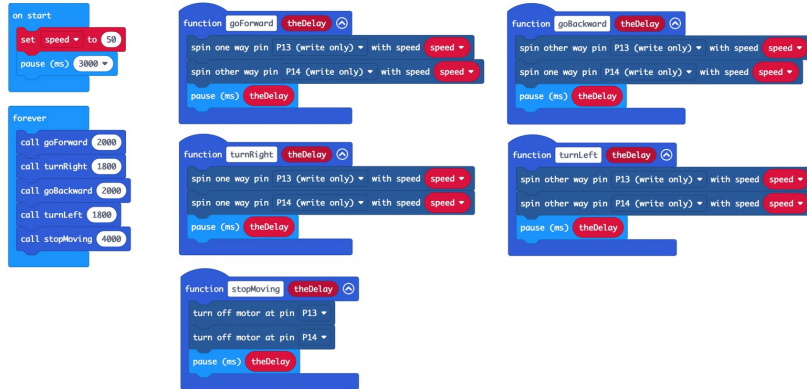 on start
set speed to 50
pause (ms) 3000
forever
call goForward 2000
call turnRight 1800
call goBackward 2000
call turnLeft 1800
call stopMoving 4000
function goForward theDelay
spin one way pin P13 (write only) with speed speed
spin other way pin P14 (write only) with speed speed
pause (ms) theDelay
function goBackward theDelay
spin other way pin P13 (write only) with speed speed
spin one way pin P14 (write only) with speed speed
pause (ms) theDelay
function turnRight theDelay
spin one way pin P13 (write only) with speed speed
spin one way pin P14 (write only) with speed speed
pause (ms) theDelay
function turnLeft theDelay
spin other way pin P13 (write only) with speed speed
spin other way pin P14 (write only) with speed speed
pause (ms) theDelay
function stopMoving theDelay
turn off motor at pin P13
turn off motor at pin P14
pause (ms) theDelay